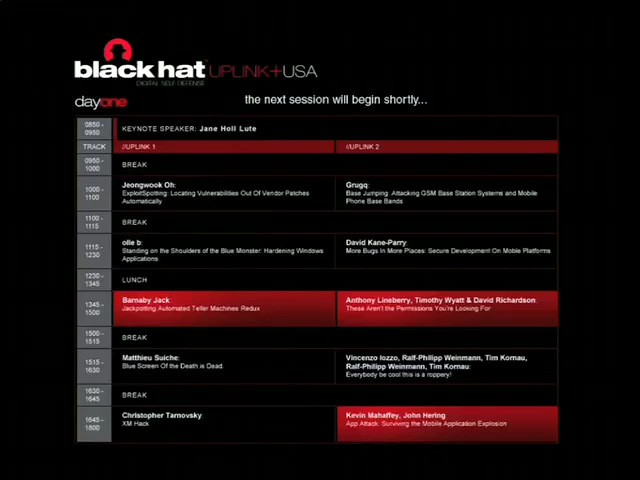 black hat UPLINK+USA
DIGITAL SELF DEFENSE
dayone
the next session will begin shortly...
0850 -
0950
KEYNOTE SPEAKER: Jane Holl Lute
TRACK
//UPLINK 1
//UPLINK 2
0950 -
1000
BREAK
1000 -
1100
Jeongwook Oh:
ExploitSpotting: Locating Vulnerabilities Out Of Vendor Patches
Automatically
Grugq:
Base Jumping: Attacking GSM Base Station Systems and Mobile
Phone Base Bands
1100 -
1115
BREAK
1115 -
1230
olle b:
Standing on the Shoulders of the Blue Monster: Hardening Windows
Applications
David Kane-Parry:
More Bugs In More Places: Secure Development On Moble Platforms
1230 -
1345
LUNCH
1345 -
1500
Barnaby Jack:
Jackpotting Automated Teller Machines Redux
Anthony Lineberry, Timothy Wyatt & David Richardson:
These Aren't the Permissions You're Looking For
1500 -
1515
BREAK
1515 -
1630
Matthieu Suiche:
Blue Screen Of the Death is Dead.
Vincenzo Iozzo, Ralf-Philipp Weinmann, Tim Kornau,
Ralf-Philipp Weinmann, Tim Kornau:
Everybody be cool this is a roppery!
1630 -
1645
BREAK
1645 -
1800
Christopher Tarnovsky:
XM Hack
Kevin Mahaffey, John Hering:
App Attack: Surviving the Mobile Application Explosion